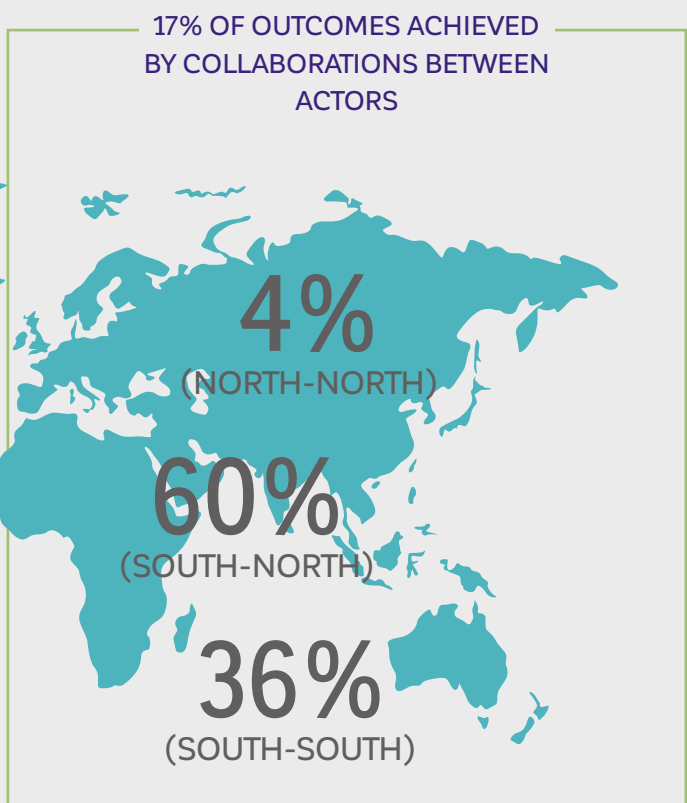 17% OF OUTCOMES ACHIEVED
BY COLLABORATIONS BETWEEN
ACTORS
4%
(NORTH-NORTH)
60%
(SOUTH-NORTH)
36%
(SOUTH-SOUTH)